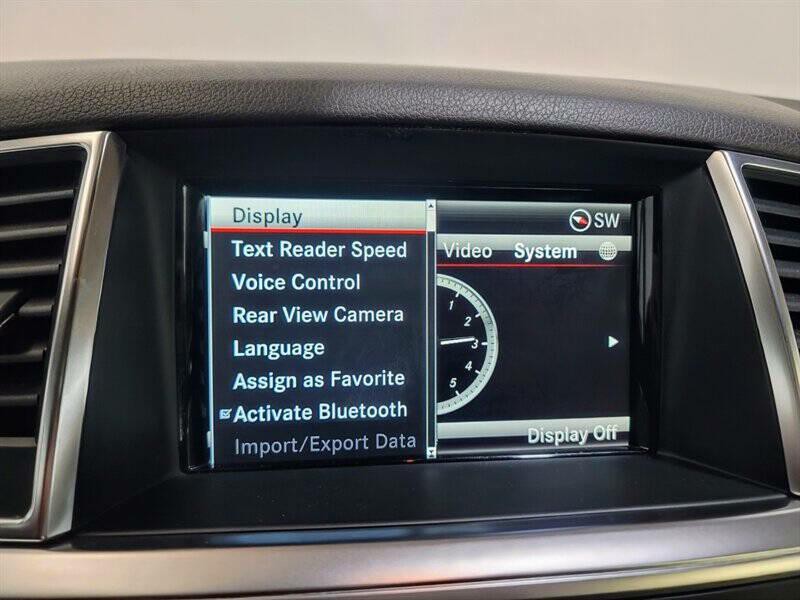 Display
Text Reader Speed
Voice Control
Rear View Camera
Language
Assign as Favorite
Activate Bluetooth
Import/Export Data
SW
Video System
1
2
3
4
5
Display Off